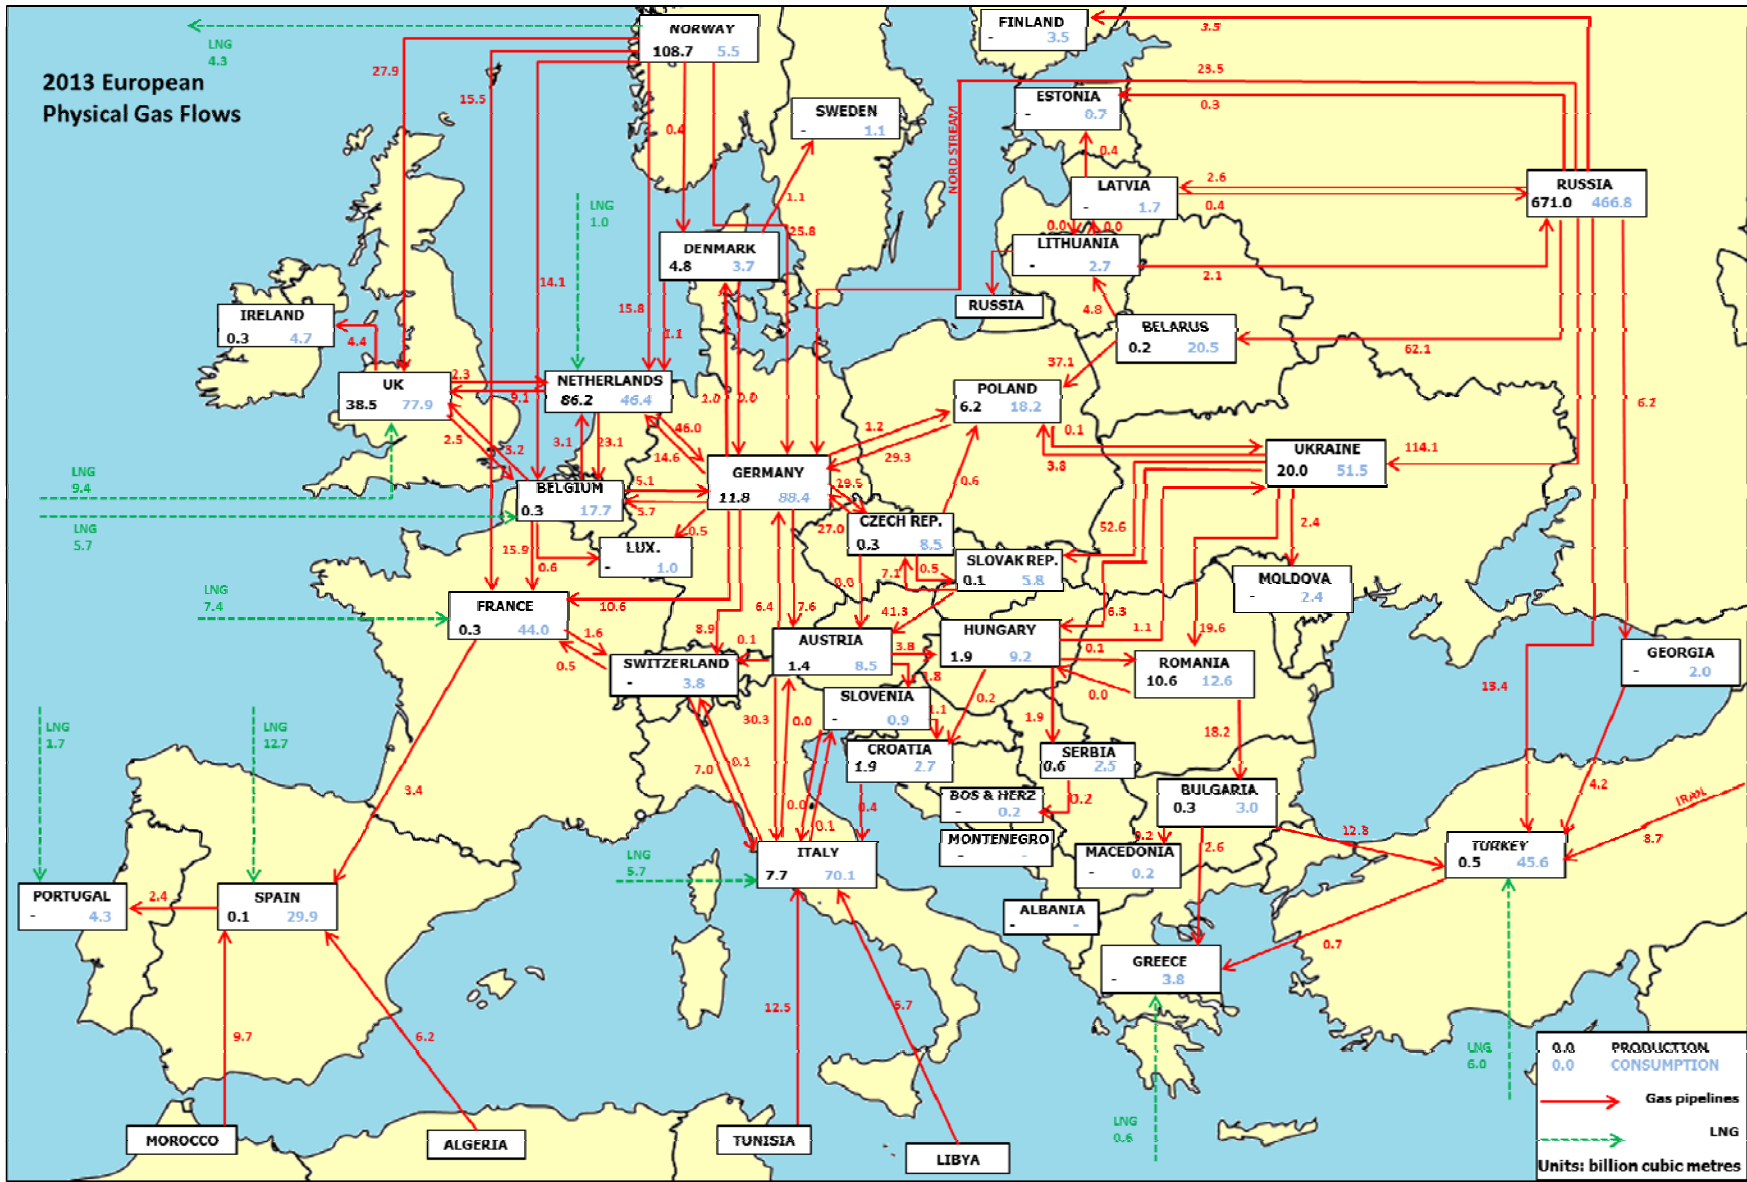 NORWAY
108.7 5.5
FINLAND
- 3.5
3.5
LNG
4.3
27.9
2013 European
Physical Gas Flows
15.5
23.5
ESTONIA
- 0.7
0.3
SWEDEN
- 1.1
0.4
NORD STREAM
0.4
LATVIA
- 1.7
2.6
0.4
RUSSIA
671.0 466.8
1.1
LNG
1.0
0.0
0.0
25.8
DENMARK
4.8 3.7
LITHUANIA
- 2.7
2.1
14.1
15.8
1.1
RUSSIA
4.8
IRELAND
0.3 4.7
4.4
BELARUS
0.2 20.5
62.1
37.1
UK
38.5 77.9
2.3
9.1
NETHERLANDS
86.2 46.4
0.0
POLAND
6.2 18.2
6.2
2.5
3.2
3.1
23.1
46.0
14.6
1.2
29.3
0.1
3.8
UKRAINE
20.0 51.5
114.1
LNG
9.4
GERMANY
11.8 88.4
29.5
27.0
0.6
BELGIUM
0.3 17.7
5.1
5.7
LNG
5.7
CZECH REP.
0.3 8.5
52.6
2.4
15.9
0.6
LUX.
- 1.0
0.5
SLOVAK REP.
0.1 5.8
0.5
7.1
0.0
MOLDOVA
- 2.4
LNG
7.4
FRANCE
0.3 44.0
10.6
6.4
7.6
41.3
6.3
1.1
19.6
1.6
0.5
8.9
0.1
AUSTRIA
1.4 8.5
3.8
HUNGARY
1.9 9.2
0.1
0.0
ROMANIA
10.6 12.6
GEORGIA
- 2.0
SWITZERLAND
- 3.8
1.8
SLOVENIA
- 0.9
1.1
0.2
1.9
13.4
LNG
1.7
LNG
12.7
30.3
0.0
18.2
CROATIA
1.9 2.7
SERBIA
0.6 2.5
7.0
0.1
3.4
BOS & HERZ
- 0.2
0.2
BULGARIA
0.3 3.0
4.2
IRAN
8.7
0.0
0.1
0.4
MONTENEGRO
- -
0.2
2.6
12.8
TURKEY
0.5 45.6
ITALY
7.7 70.1
MACEDONIA
- 0.2
LNG
5.7
PORTUGAL
- 4.3
2.4
SPAIN
0.1 29.9
ALBANIA
- -
0.7
GREECE
- 3.8
9.7
6.2
12.5
5.7
LNG
6.0
LNG
0.6
0.0 PRODUCTION
0.0 CONSUMPTION
Gas pipelines
LNG
Units: billion cubic metres
MOROCCO
ALGERIA
TUNISIA
LIBYA